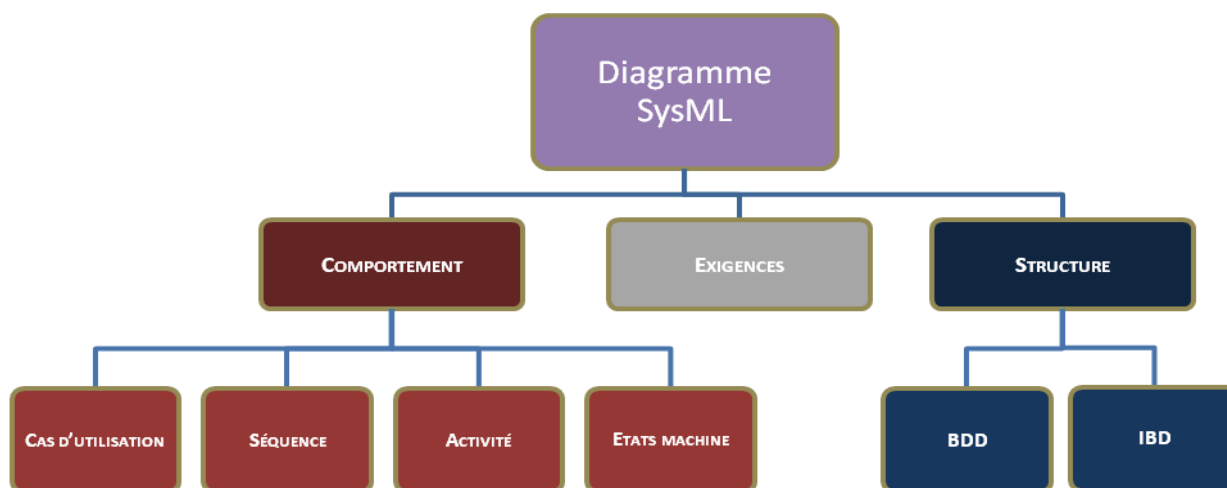 Diagramme
SysML
COMPORTEMENT
EXIGENCES
STRUCTURE
CAS D'UTILISATION
SÉQUENCE
ACTIVITÉ
ETATS MACHINE
BDD
IBD